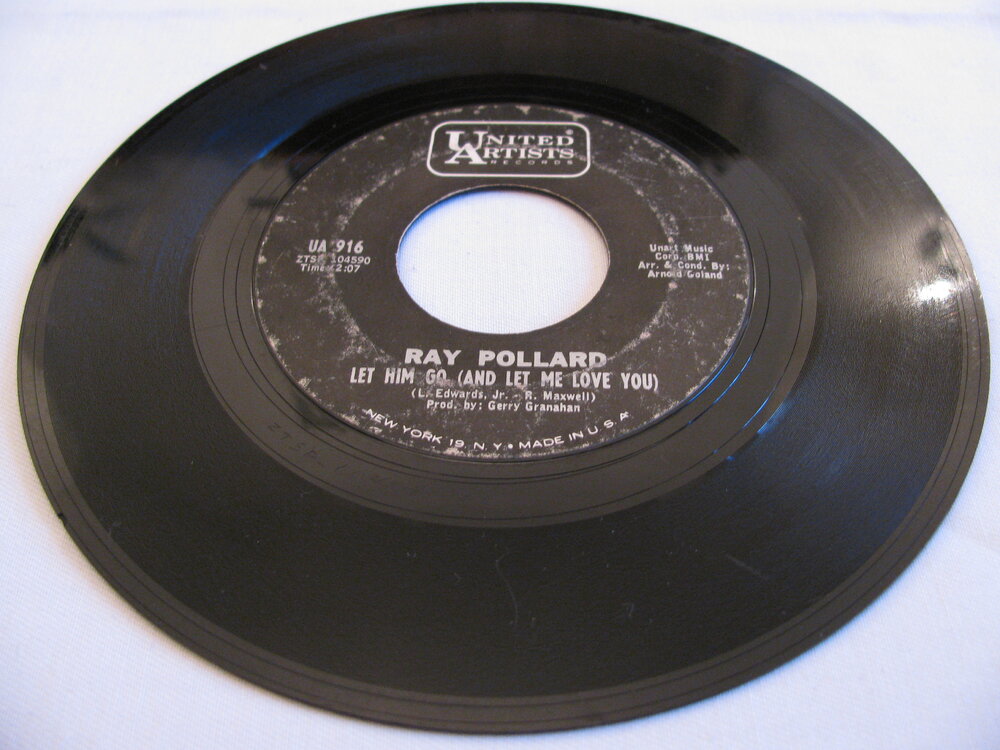 UNITED
ARTISTS
RECORDS
UA 916
ZTSP 104590
Time: 2:07
Unart Music
Corp. BMI
Arr. & Cond. By:
Arnold Goland
RAY POLLARD
LET HIM GO (AND LET ME LOVE YOU)
(L. Edwards, Jr. - R. Maxwell)
Prod. by: Gerry Granahan
NEW YORK 19, N.Y. • MADE IN U.S.A.